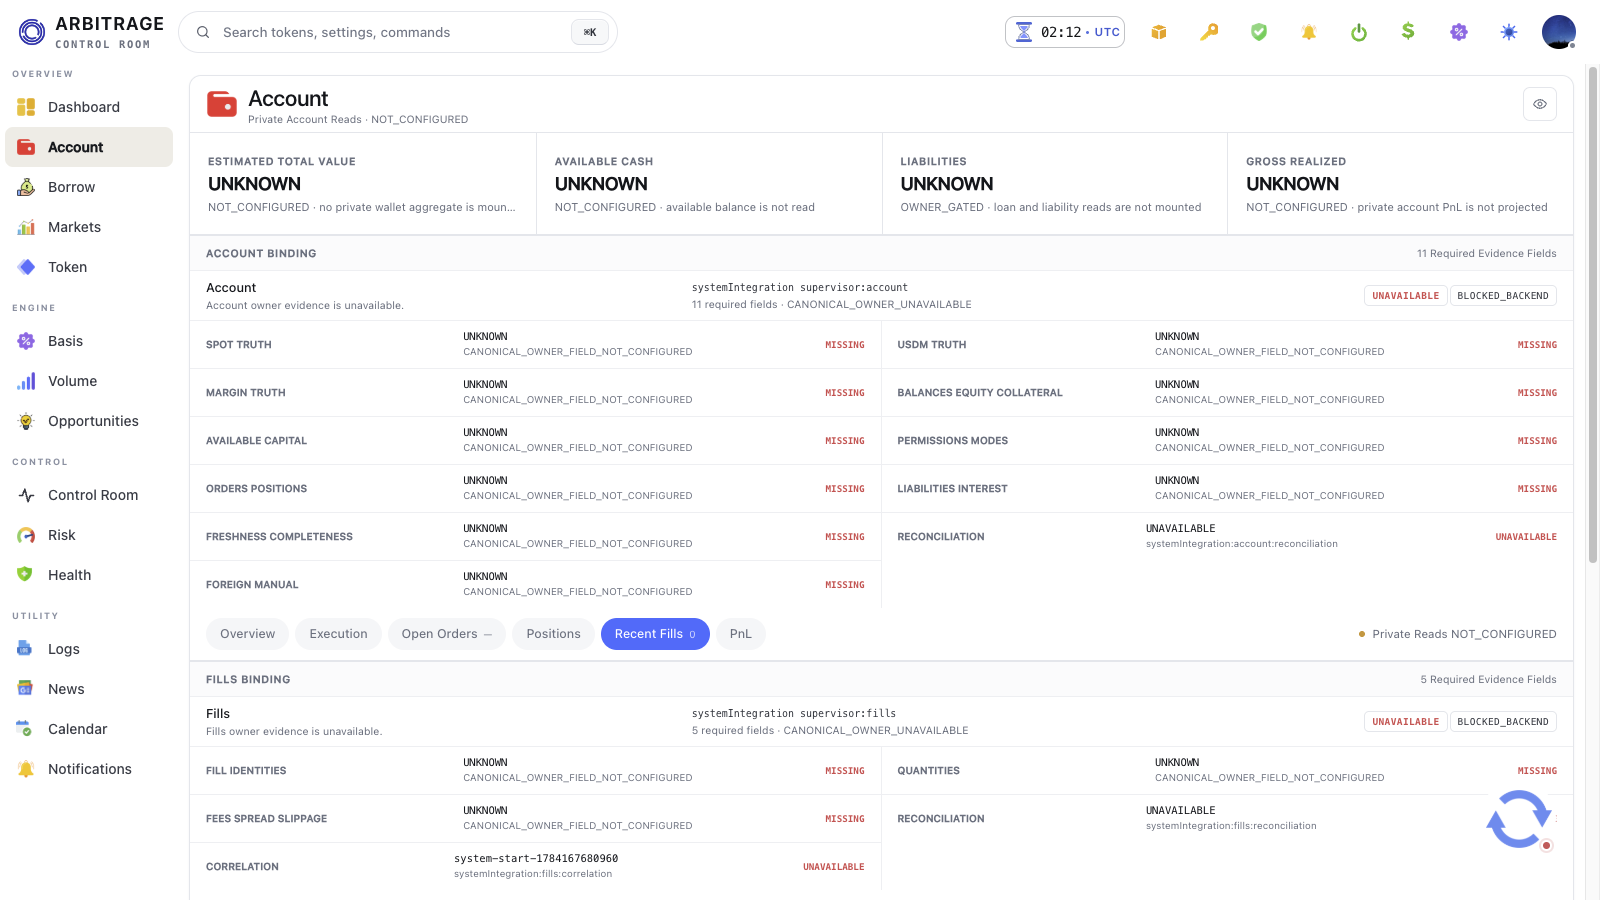 ARBITRAGE
CONTROL ROOM
Search tokens, settings, commands
⌘K
02:12 • UTC
OVERVIEW
Dashboard
Account
Borrow
Markets
Token
ENGINE
Basis
Volume
Opportunities
CONTROL
Control Room
Risk
Health
UTILITY
Logs
News
Calendar
Notifications
Account
Private Account Reads · NOT_CONFIGURED
ESTIMATED TOTAL VALUE
UNKNOWN
NOT_CONFIGURED · no private wallet aggregate is moun...
AVAILABLE CASH
UNKNOWN
NOT_CONFIGURED · available balance is not read
LIABILITIES
UNKNOWN
OWNER_GATED · loan and liability reads are not mounted
GROSS REALIZED
UNKNOWN
NOT_CONFIGURED · private account PnL is not projected
ACCOUNT BINDING
11 Required Evidence Fields
Account
Account owner evidence is unavailable.
systemIntegration supervisor:account
11 required fields · CANONICAL_OWNER_UNAVAILABLE
UNAVAILABLE
BLOCKED_BACKEND
SPOT TRUTH
UNKNOWN
CANONICAL_OWNER_FIELD_NOT_CONFIGURED
MISSING
USDM TRUTH
UNKNOWN
CANONICAL_OWNER_FIELD_NOT_CONFIGURED
MISSING
MARGIN TRUTH
UNKNOWN
CANONICAL_OWNER_FIELD_NOT_CONFIGURED
MISSING
BALANCES EQUITY COLLATERAL
UNKNOWN
CANONICAL_OWNER_FIELD_NOT_CONFIGURED
MISSING
AVAILABLE CAPITAL
UNKNOWN
CANONICAL_OWNER_FIELD_NOT_CONFIGURED
MISSING
PERMISSIONS MODES
UNKNOWN
CANONICAL_OWNER_FIELD_NOT_CONFIGURED
MISSING
ORDERS POSITIONS
UNKNOWN
CANONICAL_OWNER_FIELD_NOT_CONFIGURED
MISSING
LIABILITIES INTEREST
UNKNOWN
CANONICAL_OWNER_FIELD_NOT_CONFIGURED
MISSING
FRESHNESS COMPLETENESS
UNKNOWN
CANONICAL_OWNER_FIELD_NOT_CONFIGURED
MISSING
RECONCILIATION
UNAVAILABLE
systemIntegration:account:reconciliation
UNAVAILABLE
FOREIGN MANUAL
UNKNOWN
CANONICAL_OWNER_FIELD_NOT_CONFIGURED
MISSING
Overview
Execution
Open Orders —
Positions
Recent Fills 0
PnL
Private Reads NOT_CONFIGURED
FILLS BINDING
5 Required Evidence Fields
Fills
Fills owner evidence is unavailable.
systemIntegration supervisor:fills
5 required fields · CANONICAL_OWNER_UNAVAILABLE
UNAVAILABLE
BLOCKED_BACKEND
FILL IDENTITIES
UNKNOWN
CANONICAL_OWNER_FIELD_NOT_CONFIGURED
MISSING
QUANTITIES
UNKNOWN
CANONICAL_OWNER_FIELD_NOT_CONFIGURED
MISSING
FEES SPREAD SLIPPAGE
UNKNOWN
CANONICAL_OWNER_FIELD_NOT_CONFIGURED
MISSING
RECONCILIATION
UNAVAILABLE
systemIntegration:fills:reconciliation
CORRELATION
system-start-1784167680960
systemIntegration:fills:correlation
UNAVAILABLE